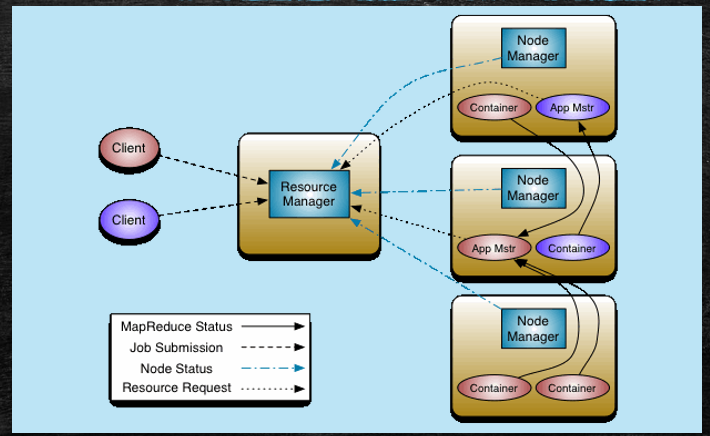 Node
Manager
Container
App Mstr
Client
Resource
Manager
Client
Node
Manager
App Mstr
Container
Node
Manager
Container
Container
MapReduce Status
Job Submission
Node Status
Resource Request